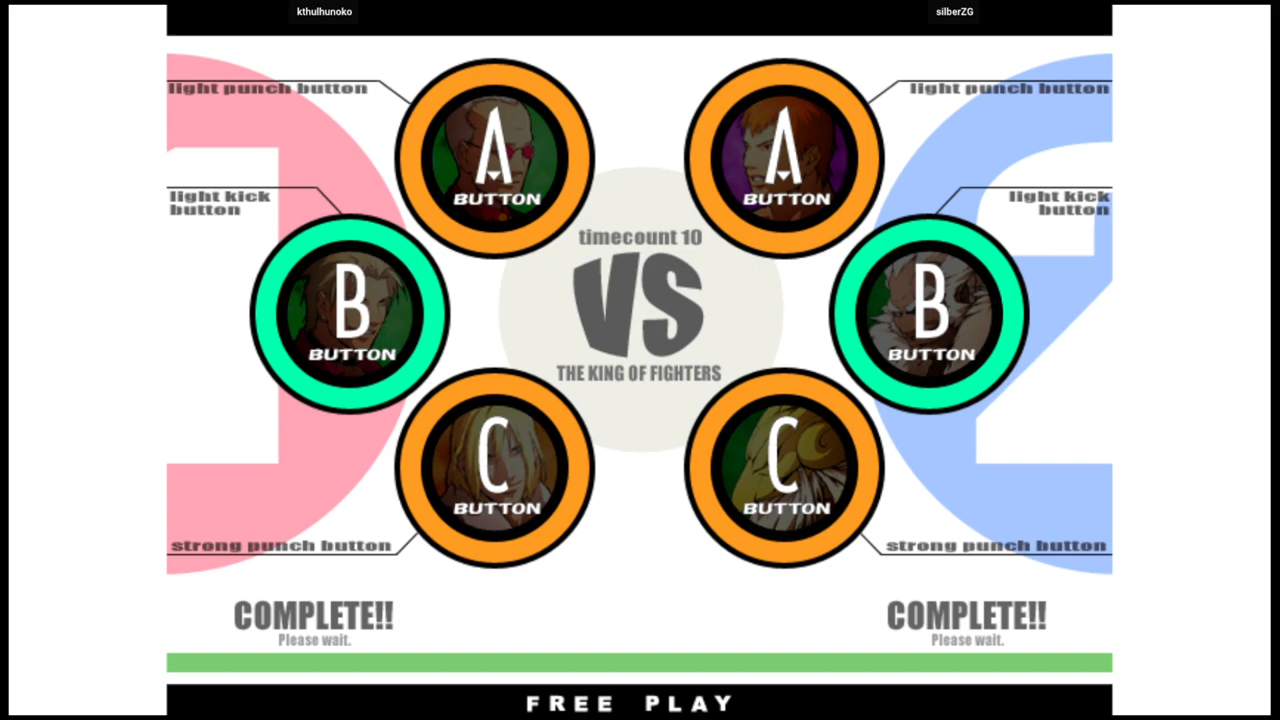 kthulhunoko
silberZG
light punch button
light punch button
A
BUTTON
A
BUTTON
light kick
button
light kick
button
B
BUTTON
timecount 10
VS
THE KING OF FIGHTERS
B
BUTTON
C
BUTTON
C
BUTTON
strong punch button
strong punch button
COMPLETE!!
Please wait.
COMPLETE!!
Please wait.
FREE PLAY